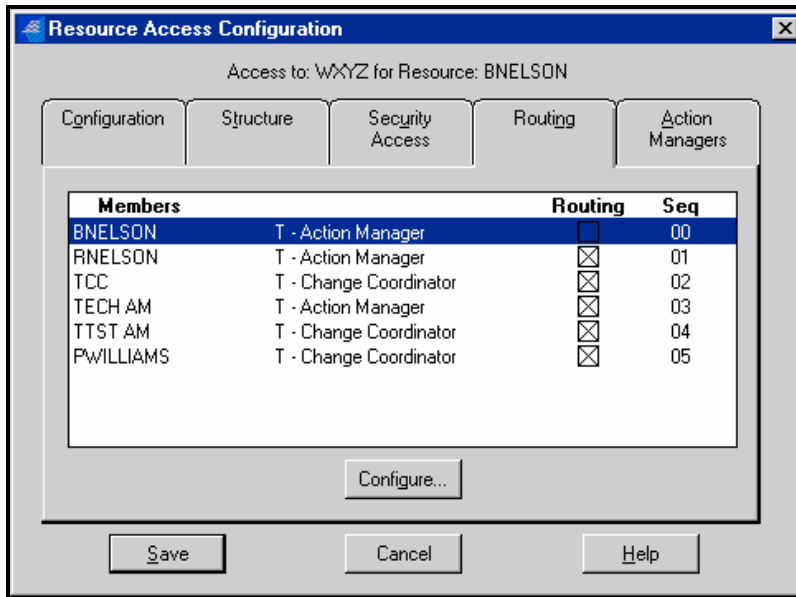 Resource Access Configuration
Access to: WXYZ for Resource: BNELSON
Configuration Structure Security Access Routing Action Managers
Members Routing Seq
BNELSON T - Action Manager 00
RNELSON T - Action Manager 01
TCC T - Change Coordinator 02
TECH AM T - Action Manager 03
TTST AM T - Change Coordinator 04
PWILLIAMS T - Change Coordinator 05
Configure...
Save Cancel Help